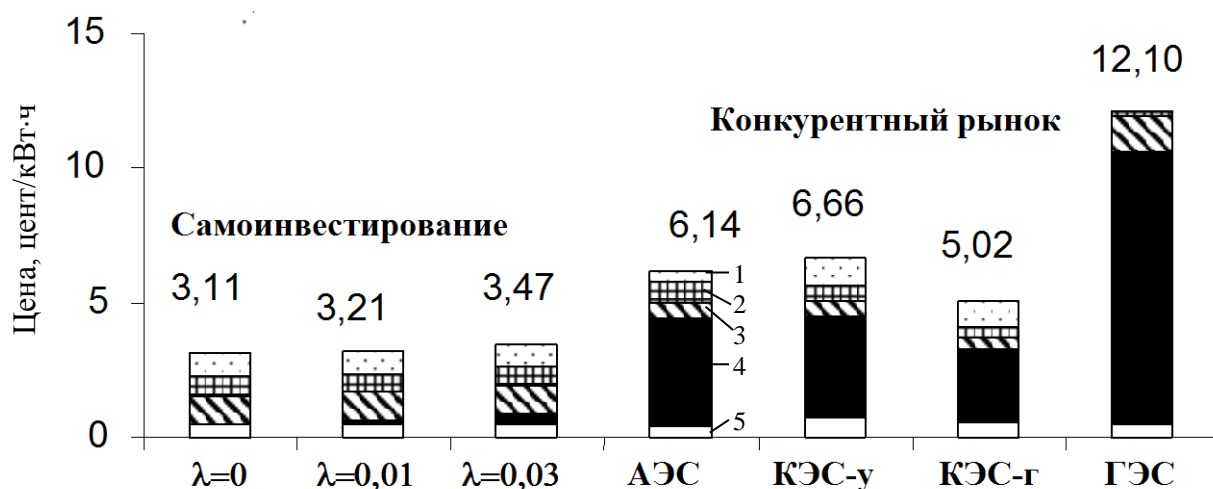 15
12,10
Цена, цент/кВт·ч
Конкурентный рынок
10
6,66
Самоинвестирование
6,14
5,02
3,11
3,21
3,47
5
1
2
3
4
5
0
λ=0
λ=0,01
λ=0,03
АЭС
КЭС-у
КЭС-г
ГЭС